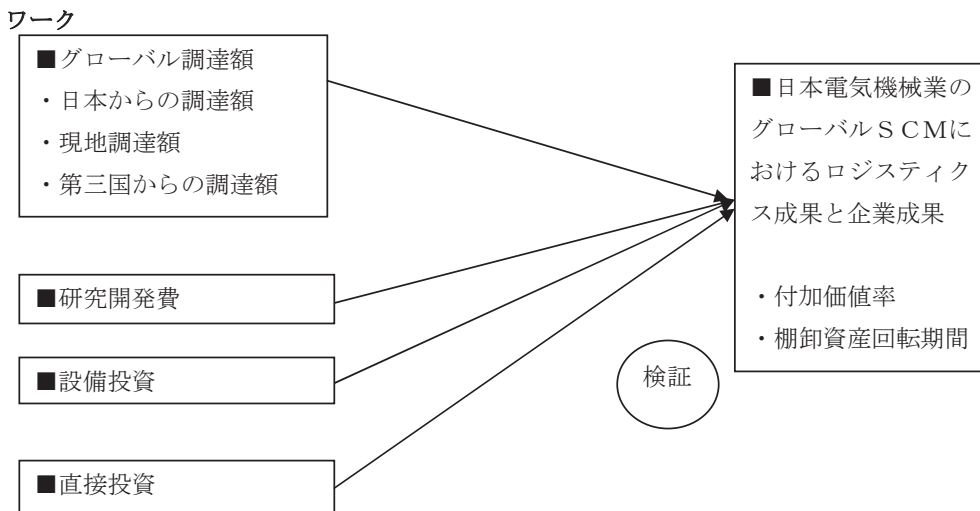 ワーク
■グローバル調達額
・日本からの調達額
・現地調達額
・第三国からの調達額
■研究開発費
■設備投資
■直接投資
■日本電気機械業の
グローバルＳＣＭに
おけるロジスティク
ス成果と企業成果
・付加価値率
・棚卸資産回転期間
検証